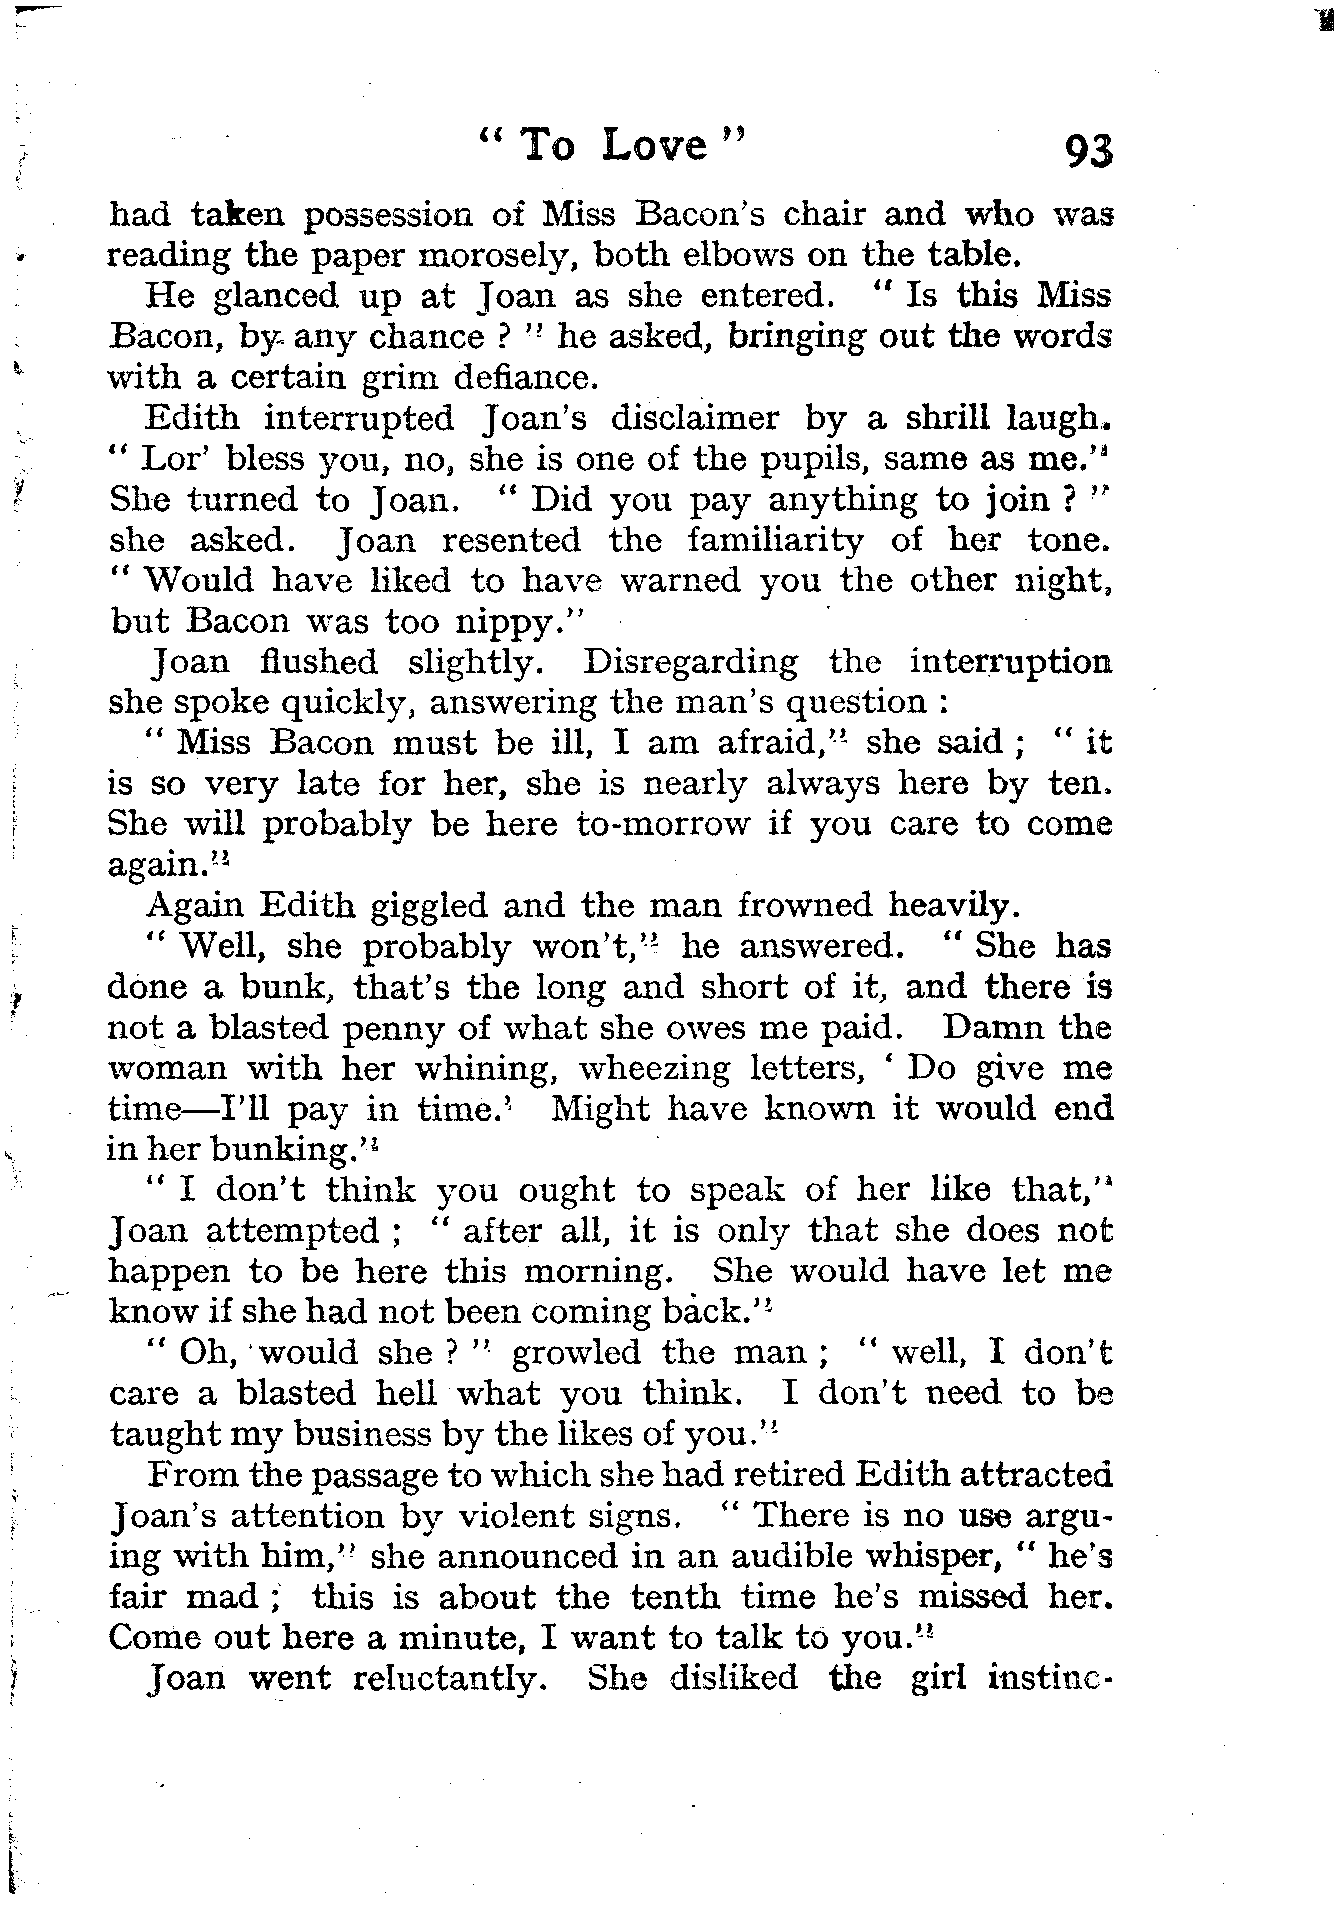 “ To Love ” 93
had taken possession of Miss Bacon’s chair and who was
reading the paper morosely, both elbows on the table.
He glanced up at Joan as she entered. “ Is this Miss
Bacon, by any chance ? ” he asked, bringing out the words
with a certain grim defiance.
Edith interrupted Joan’s disclaimer by a shrill laugh.
“ Lor’ bless you, no, she is one of the pupils, same as me.”
She turned to Joan. “ Did you pay anything to join ? ”
she asked. Joan resented the familiarity of her tone.
“ Would have liked to have warned you the other night,
but Bacon was too nippy.”
Joan flushed slightly. Disregarding the interruption
she spoke quickly, answering the man’s question :
“ Miss Bacon must be ill, I am afraid,” she said ; “ it
is so very late for her, she is nearly always here by ten.
She will probably be here to-morrow if you care to come
again.”
Again Edith giggled and the man frowned heavily.
“ Well, she probably won’t,” he answered. “ She has
done a bunk, that’s the long and short of it, and there is
not a blasted penny of what she owes me paid. Damn the
woman with her whining, wheezing letters, ‘ Do give me
time—I’ll pay in time.’ Might have known it would end
in her bunking.”
“ I don’t think you ought to speak of her like that,”
Joan attempted ; “ after all, it is only that she does not
happen to be here this morning. She would have let me
know if she had not been coming back.”
“ Oh, would she ? ” growled the man ; “ well, I don’t
care a blasted hell what you think. I don’t need to be
taught my business by the likes of you.”
From the passage to which she had retired Edith attracted
Joan’s attention by violent signs. “ There is no use argu-
ing with him,” she announced in an audible whisper, “ he’s
fair mad ; this is about the tenth time he’s missed her.
Come out here a minute, I want to talk to you.”
Joan went reluctantly. She disliked the girl instinc-